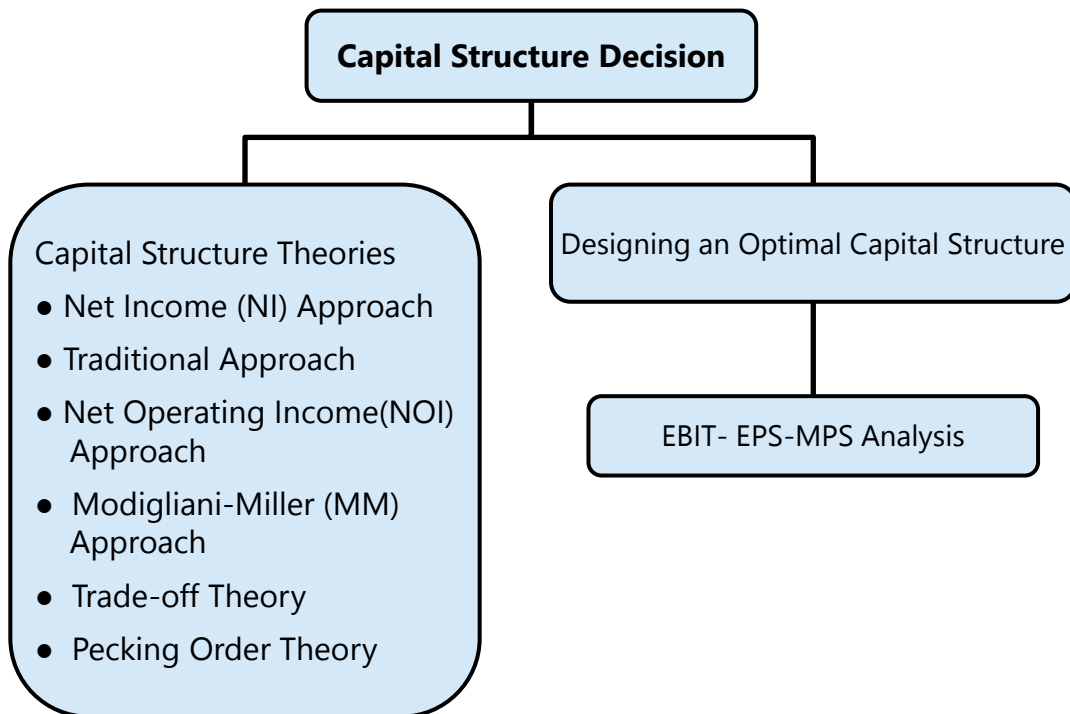 Capital Structure Decision
Capital Structure Theories
● Net Income (NI) Approach
● Traditional Approach
● Net Operating Income(NOI)
Approach
● Modigliani-Miller (MM)
Approach
● Trade-off Theory
● Pecking Order Theory
Designing an Optimal Capital Structure
EBIT- EPS-MPS Analysis